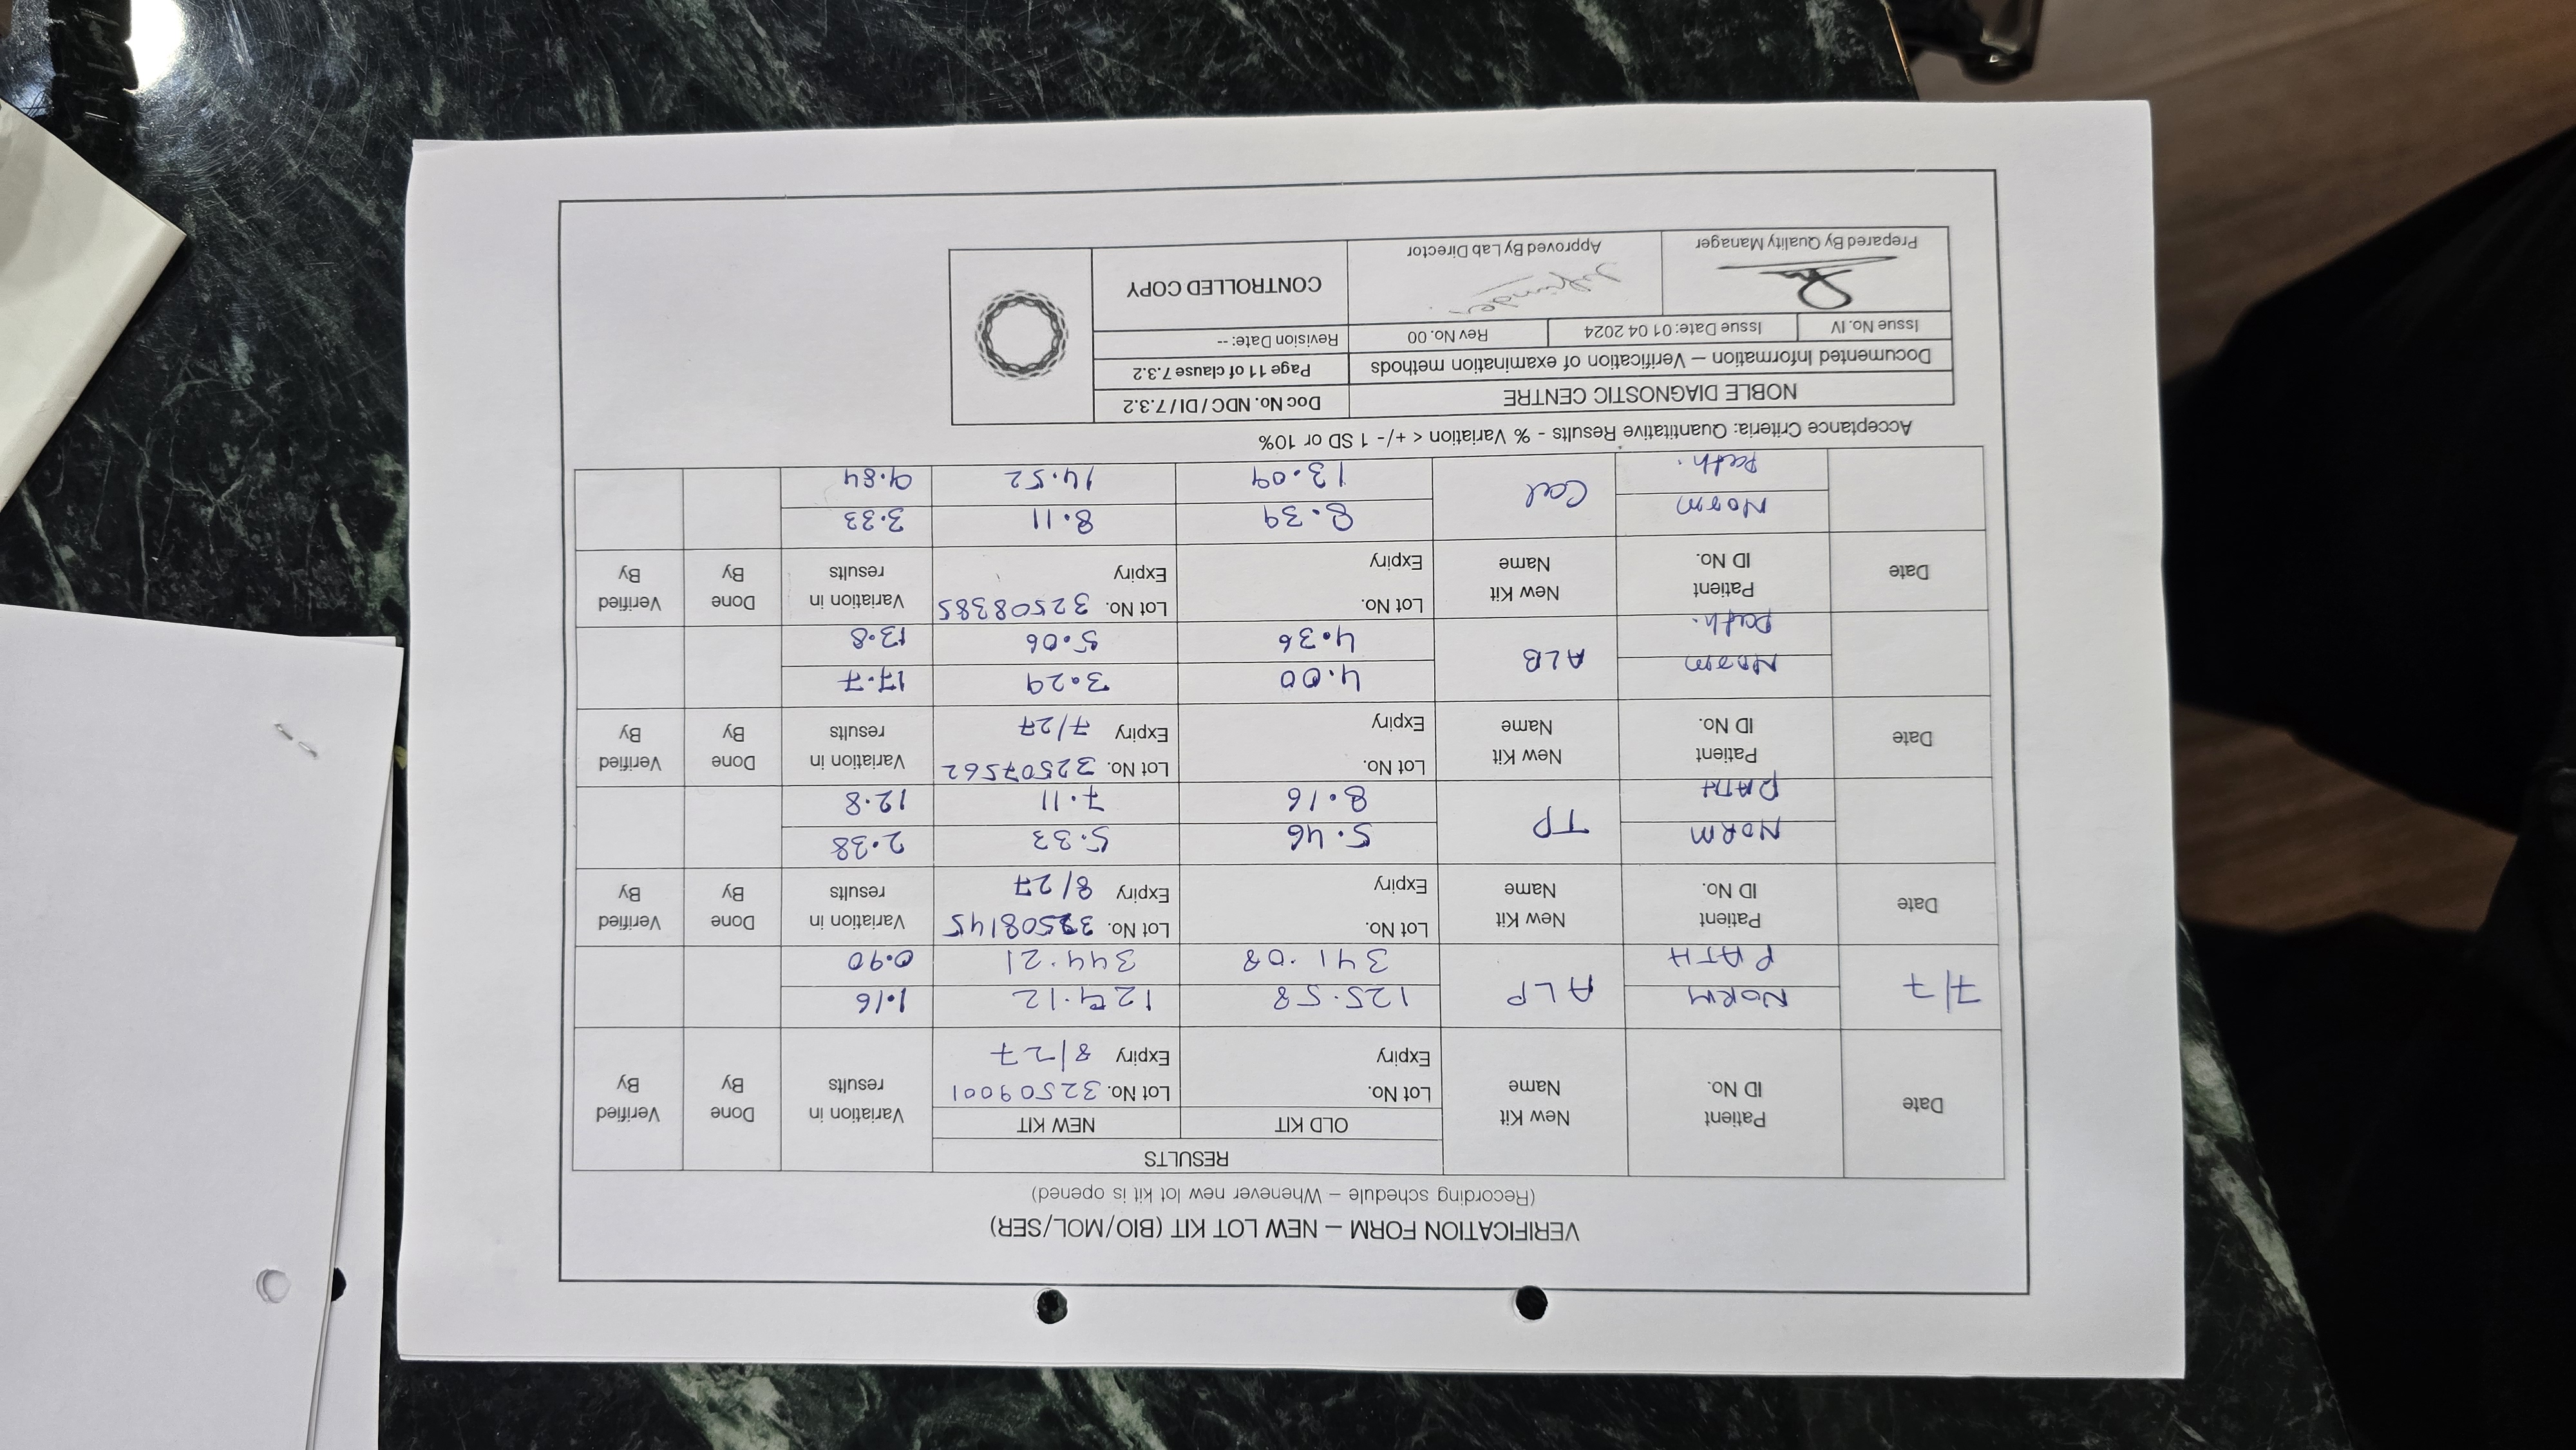 VERIFICATION FORM – NEW LOT KIT (BIO/MOL/SER)
(Recording schedule – Whenever new lot kit is opened)
Date Patient ID No. New Kit Name RESULTS Variation in results Done By Verified By
OLD KIT NEW KIT
Lot No. Lot No. 32509001
Expiry Expiry 8/27
7/7 NORM ALP 125.58 124.12 1.16
PATH 341.08 344.21 0.90
Date Patient ID No. New Kit Name Lot No. Lot No. 32508145 Variation in results Done By Verified By
Expiry Expiry 8/27
NORM TP 5.46 5.33 2.38
PATH 8.16 7.11 12.8
Date Patient ID No. New Kit Name Lot No. Lot No. 32507562 Variation in results Done By Verified By
Expiry Expiry 7/27
Norm ALB 4.00 3.29 17.7
Path. 4.36 5.06 13.8
Date Patient ID No. New Kit Name Lot No. Lot No. 32508385 Variation in results Done By Verified By
Expiry Expiry
Norm Cal 8.39 8.11 3.33
Path. 13.09 14.52 9.84
Acceptance Criteria: Quantitative Results - % Variation < +/- 1 SD or 10%
NOBLE DIAGNOSTIC CENTRE Doc No. NDC / DI / 7.3.2
Documented Information – Verification of examination methods Page 11 of clause 7.3.2
Issue No. IV Issue Date: 01 04 2024 Rev No. 00 Revision Date: --
Prepared By Quality Manager Approved By Lab Director CONTROLLED COPY